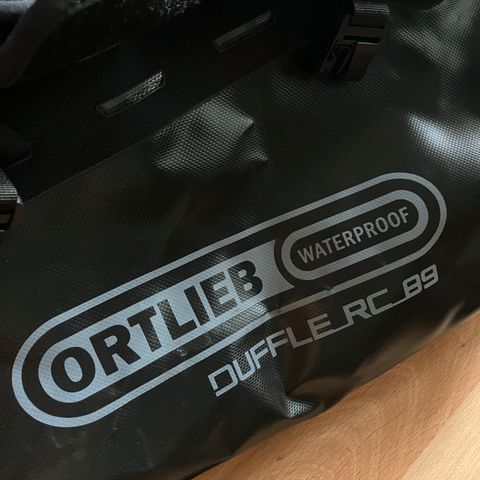 ORTLIEB WATERPROOF
DUFFLE_RC_89